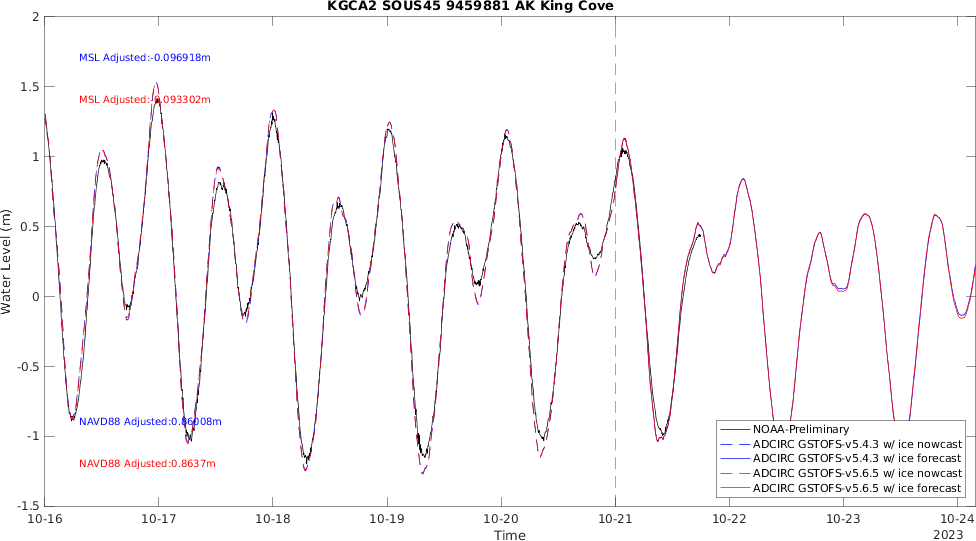 KGCA2 SOUS45 9459881 AK King Cove
2
1.5
1
0.5
0
-0.5
-1
-1.5
Water Level (m)
MSL Adjusted:-0.096918m
MSL Adjusted:-0.093302m
NAVD88 Adjusted:0.86008m
NAVD88 Adjusted:0.8637m
NOAA-Preliminary
ADCIRC GSTOFS-v5.4.3 w/ ice nowcast
ADCIRC GSTOFS-v5.4.3 w/ ice forecast
ADCIRC GSTOFS-v5.6.5 w/ ice nowcast
ADCIRC GSTOFS-v5.6.5 w/ ice forecast
10-16 10-17 10-18 10-19 10-20 10-21 10-22 10-23 10-24
Time
2023